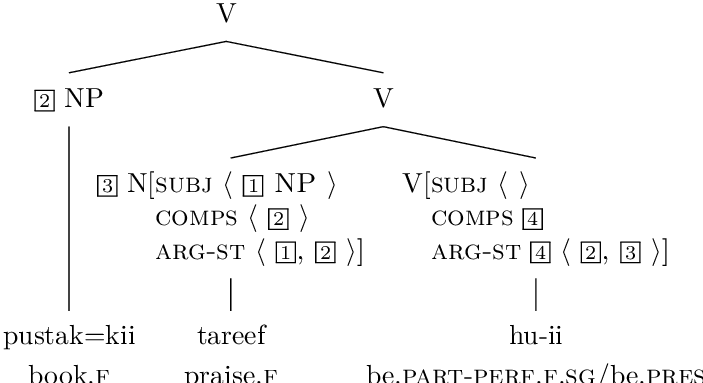 V
2 NP V
3 N[SUBJ ⟨ 1 NP ⟩ V[SUBJ ⟨ ⟩
COMPS ⟨ 2 ⟩ COMPS 4
ARG-ST ⟨ 1, 2 ⟩] ARG-ST 4 ⟨ 2, 3 ⟩]
pustak=kii tareef hu-ii
book.F praise.F be.PART-PERF.F.SG/be.PRES